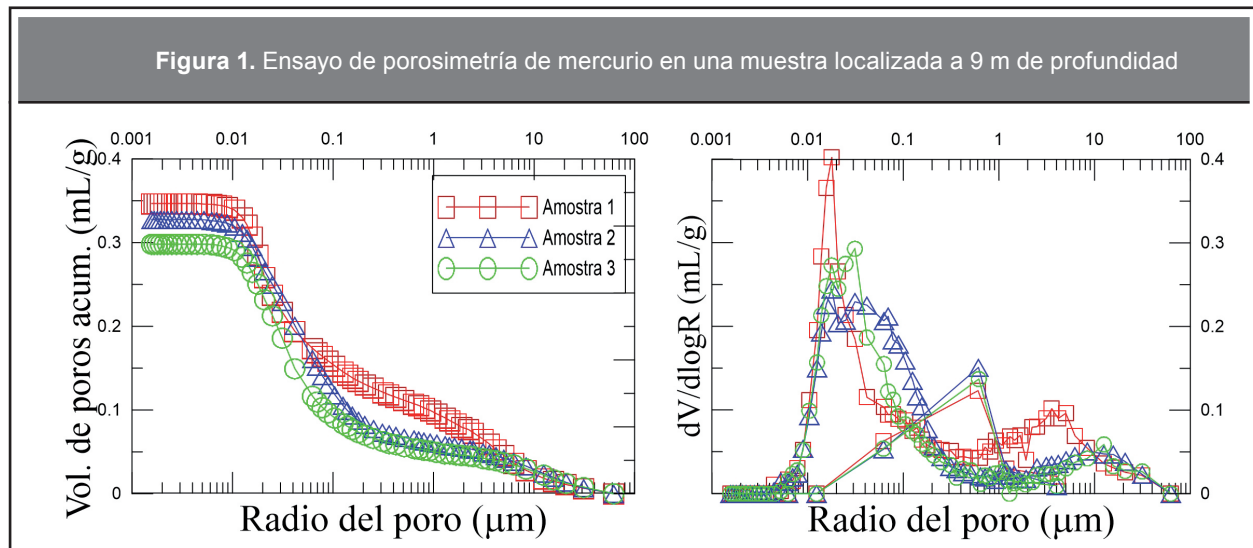 Figura 1. Ensayo de porosimetría de mercurio en una muestra localizada a 9 m de profundidad
0.001 0.01 0.1 1 10 100
0.4
0.3
0.2
0.1
0
Vol. de poros acum. (mL/g)
Amostra 1
Amostra 2
Amostra 3
Radio del poro (μm)
0.001 0.01 0.1 1 10 100
0.4
0.3
0.2
0.1
0
dV/dlogR (mL/g)
Radio del poro (μm)